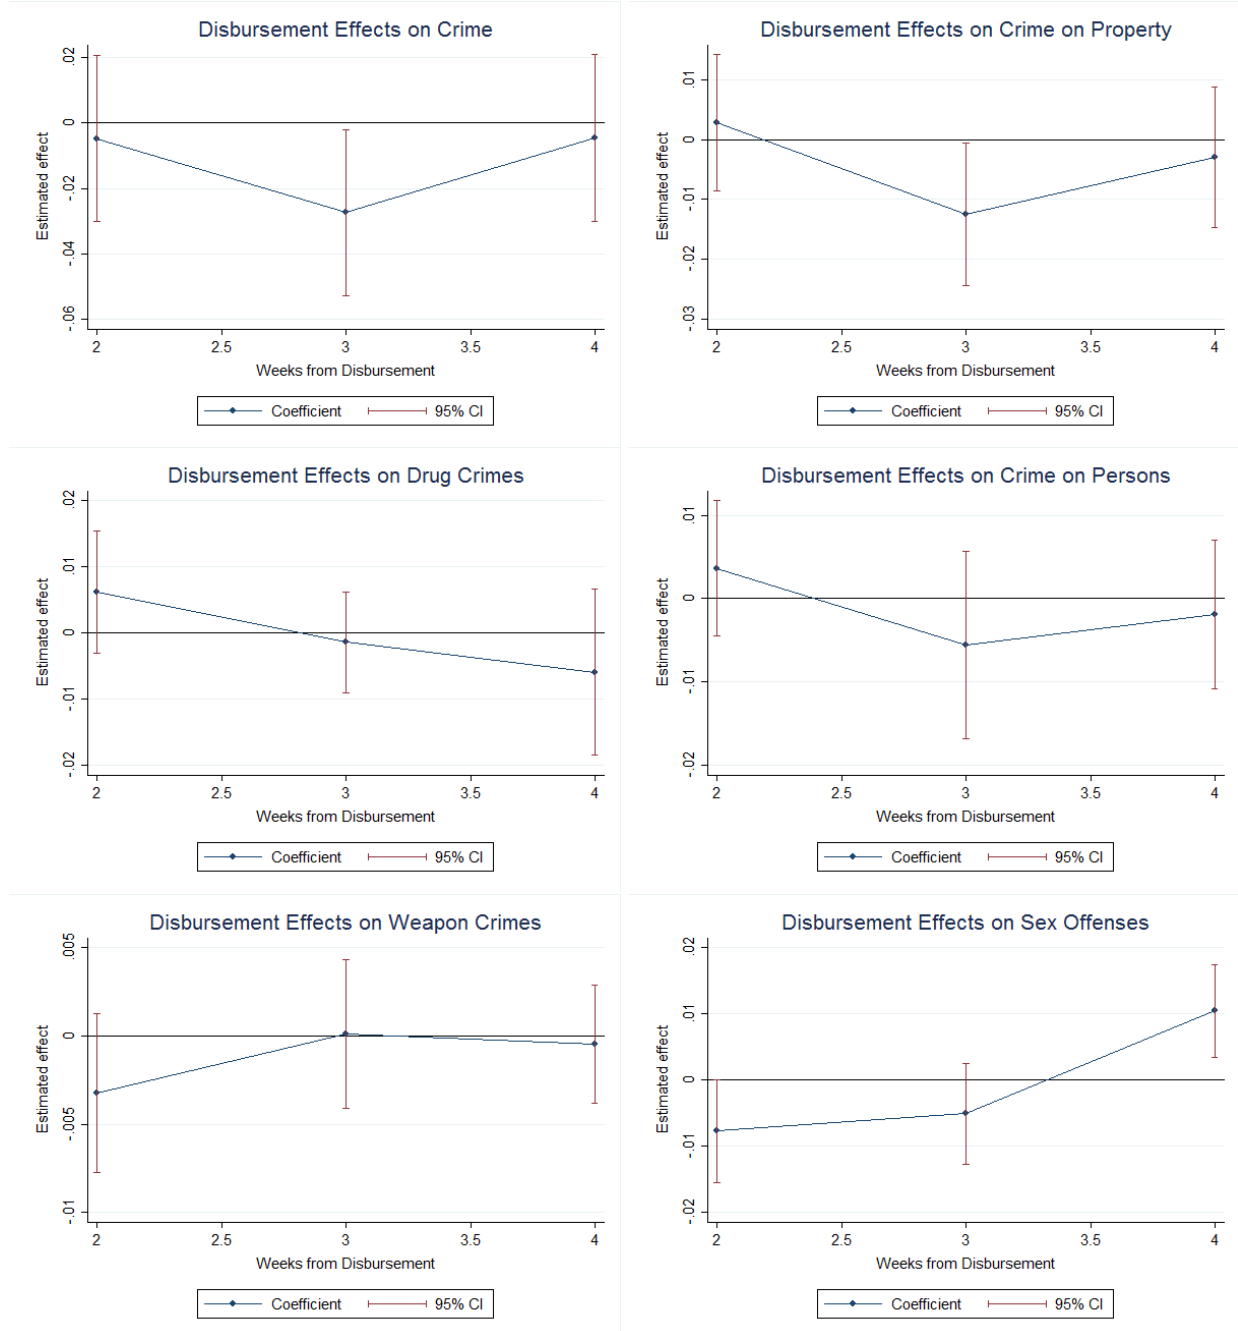 Disbursement Effects on Crime
.02
0
-.02
-.04
-.06
Estimated effect
2 2.5 3 3.5 4
Weeks from Disbursement
Coefficient 95% CI
Disbursement Effects on Crime on Property
.01
0
-.01
-.02
-.03
Estimated effect
2 2.5 3 3.5 4
Weeks from Disbursement
Coefficient 95% CI
Disbursement Effects on Drug Crimes
.02
.01
0
-.01
-.02
Estimated effect
2 2.5 3 3.5 4
Weeks from Disbursement
Coefficient 95% CI
Disbursement Effects on Crime on Persons
.01
0
-.01
-.02
Estimated effect
2 2.5 3 3.5 4
Weeks from Disbursement
Coefficient 95% CI
Disbursement Effects on Weapon Crimes
.005
0
-.005
-.01
Estimated effect
2 2.5 3 3.5 4
Weeks from Disbursement
Coefficient 95% CI
Disbursement Effects on Sex Offenses
.02
.01
0
-.01
-.02
Estimated effect
2 2.5 3 3.5 4
Weeks from Disbursement
Coefficient 95% CI